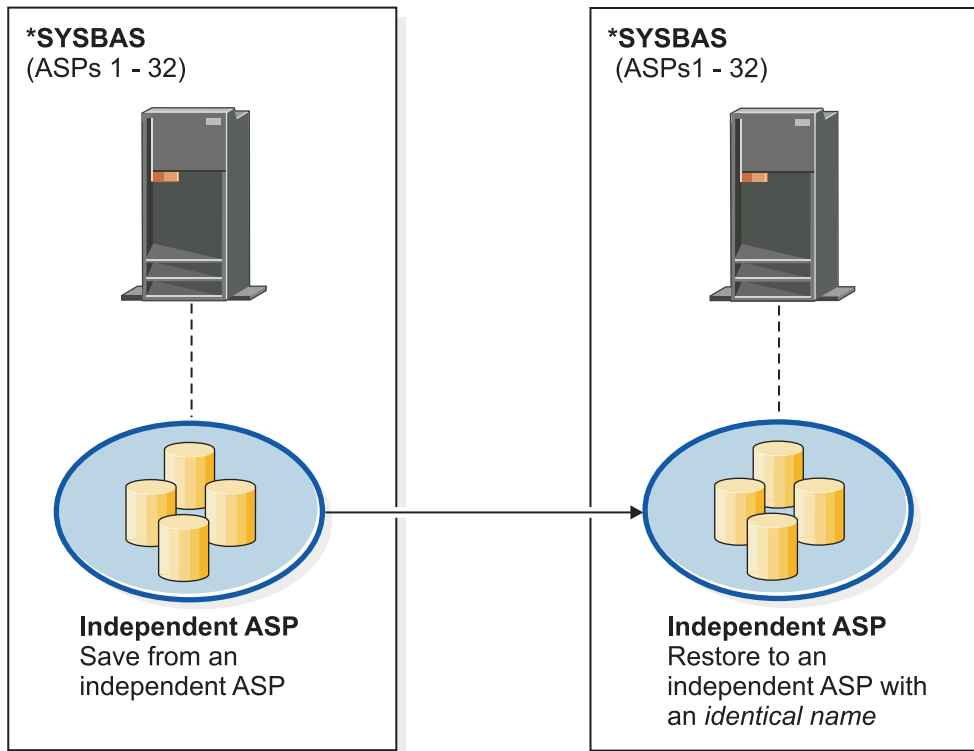 *SYSBAS
(ASPs 1 - 32)
Independent ASP
Save from an
independent ASP
*SYSBAS
(ASPs1 - 32)
Independent ASP
Restore to an
independent ASP with
an identical name